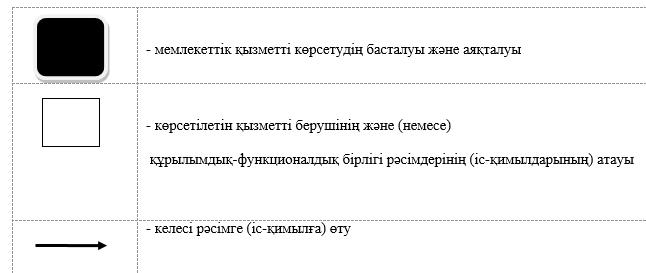 - мемлекеттік қызметті көрсетудің басталуы және аяқталуы
- көрсетілетін қызметті берушінің және (немесе)
құрылымдық-функционалдық бірлігі рәсімдерінің (іс-қимылдарының) атауы
- келесі рәсімге (іс-қимылға) өту